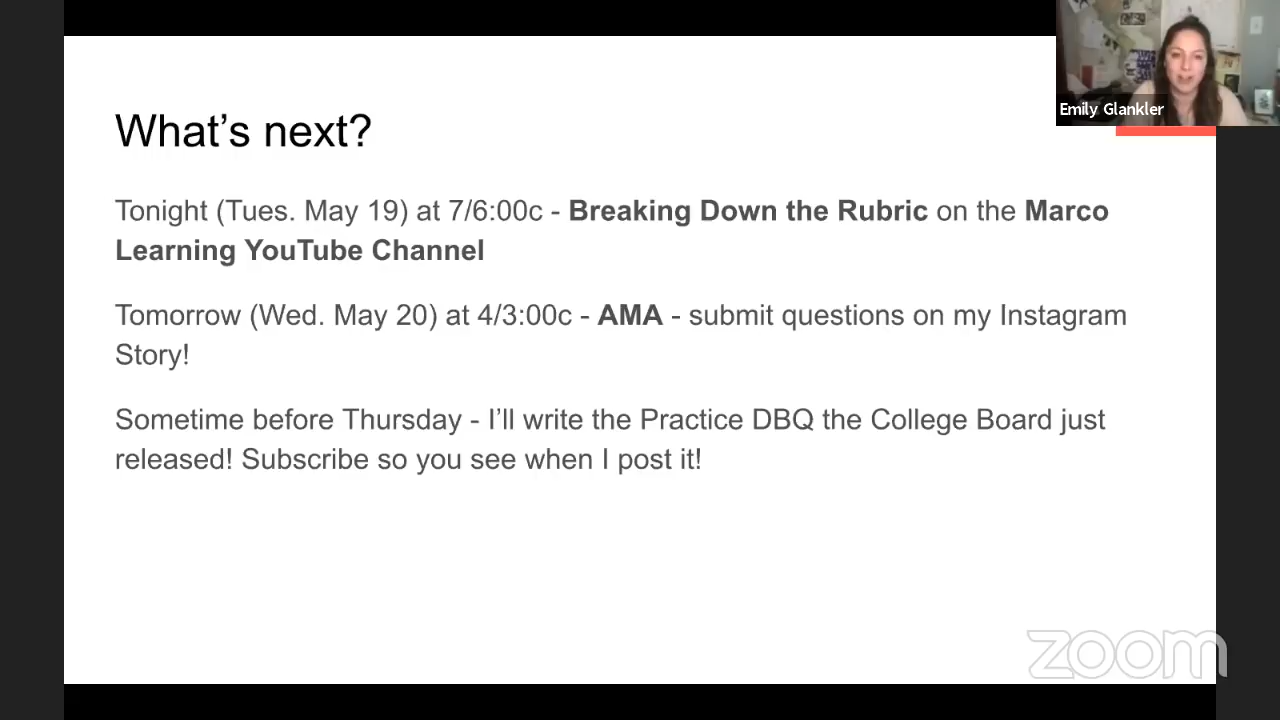 Emily Glankler
What's next?
Tonight (Tues. May 19) at 7/6:00c - Breaking Down the Rubric on the Marco
Learning YouTube Channel
Tomorrow (Wed. May 20) at 4/3:00c - AMA - submit questions on my Instagram
Story!
Sometime before Thursday - I'll write the Practice DBQ the College Board just
released! Subscribe so you see when I post it!
zoom